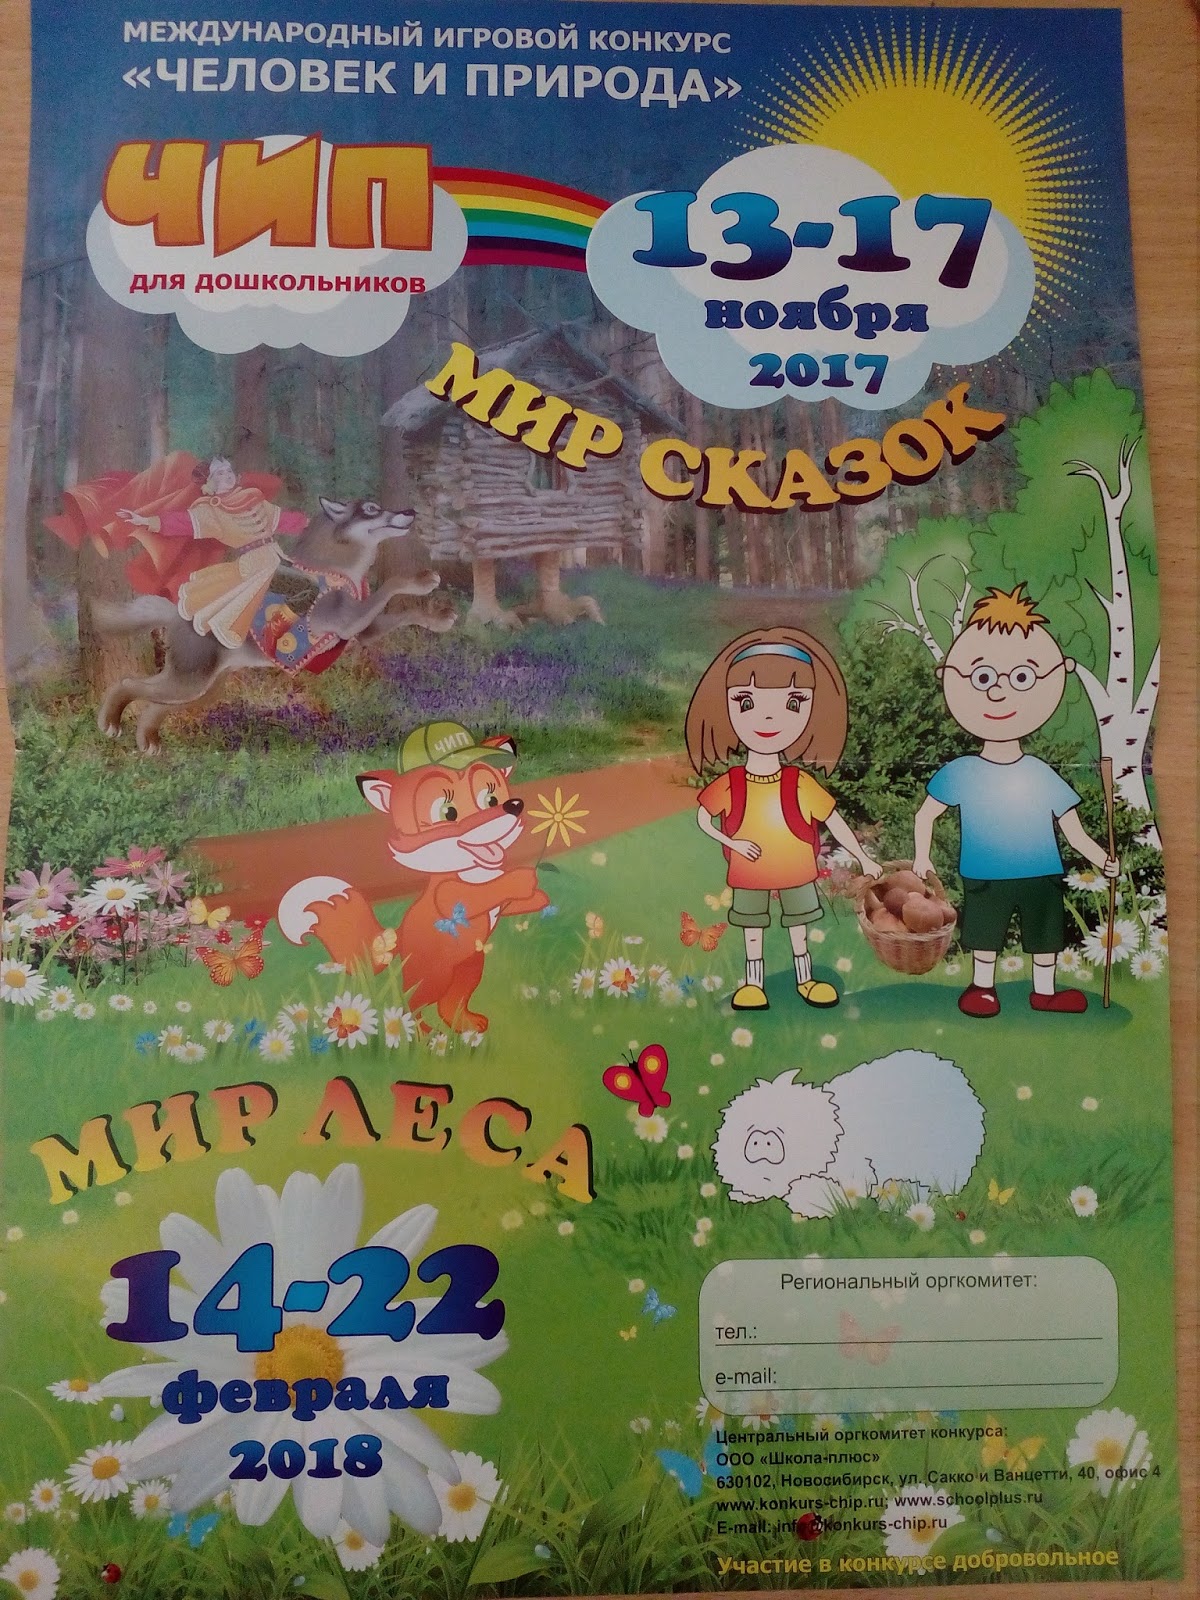 МЕЖДУНАРОДНЫЙ ИГРОВОЙ КОНКУРС
«ЧЕЛОВЕК И ПРИРОДА»
ЧИП
для дошкольников
13-17
ноября
2017
МИР СКАЗОК
ЧИП
МИР ЛЕСА
14-22
февраля
2018
Региональный оргкомитет:
тел.:
e-mail:
Центральный оргкомитет конкурса:
ООО «Школа-плюс»
630102, Новосибирск, ул. Сакко и Ванцетти, 40, офис 4
www.konkurs-chip.ru; www.schoolplus.ru
E-mail: info@konkurs-chip.ru
Участие в конкурсе добровольное